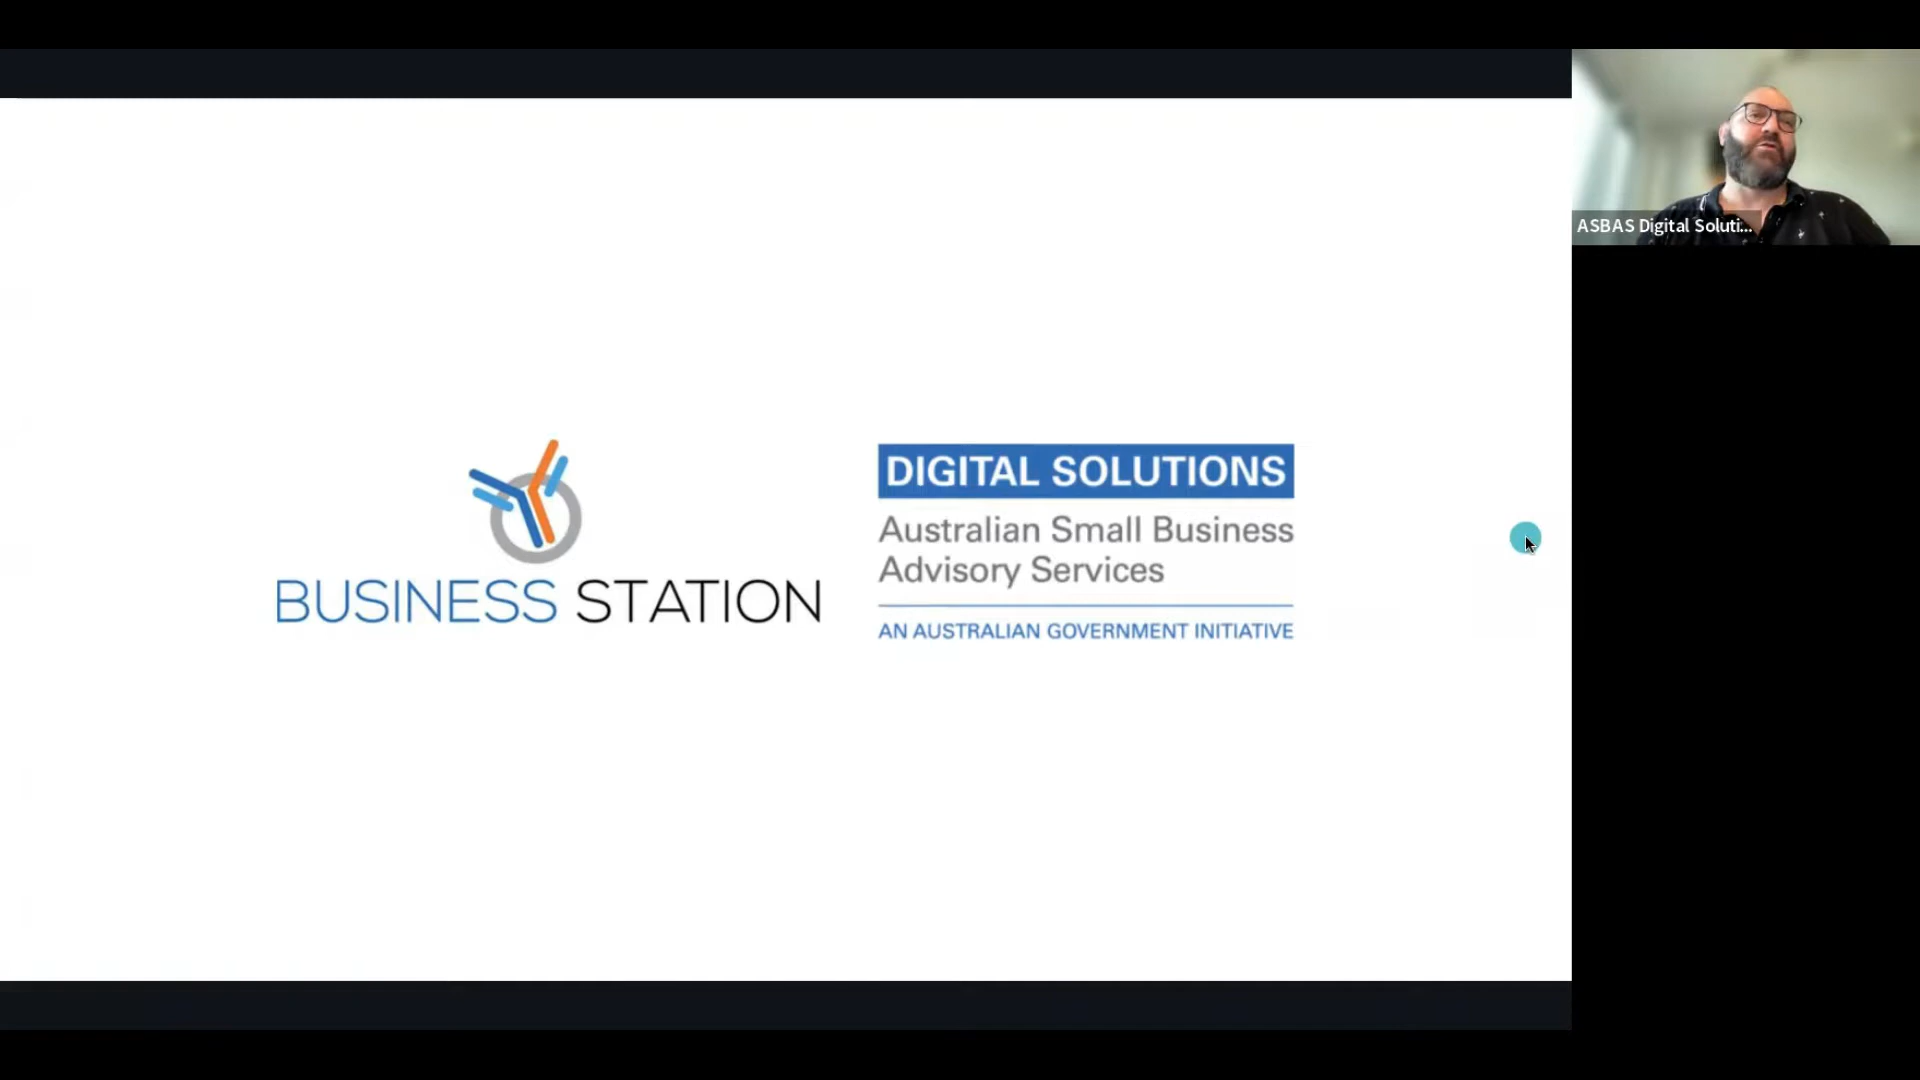 BUSINESS STATION
DIGITAL SOLUTIONS
Australian Small Business
Advisory Services
AN AUSTRALIAN GOVERNMENT INITIATIVE
ASBAS Digital Soluti...